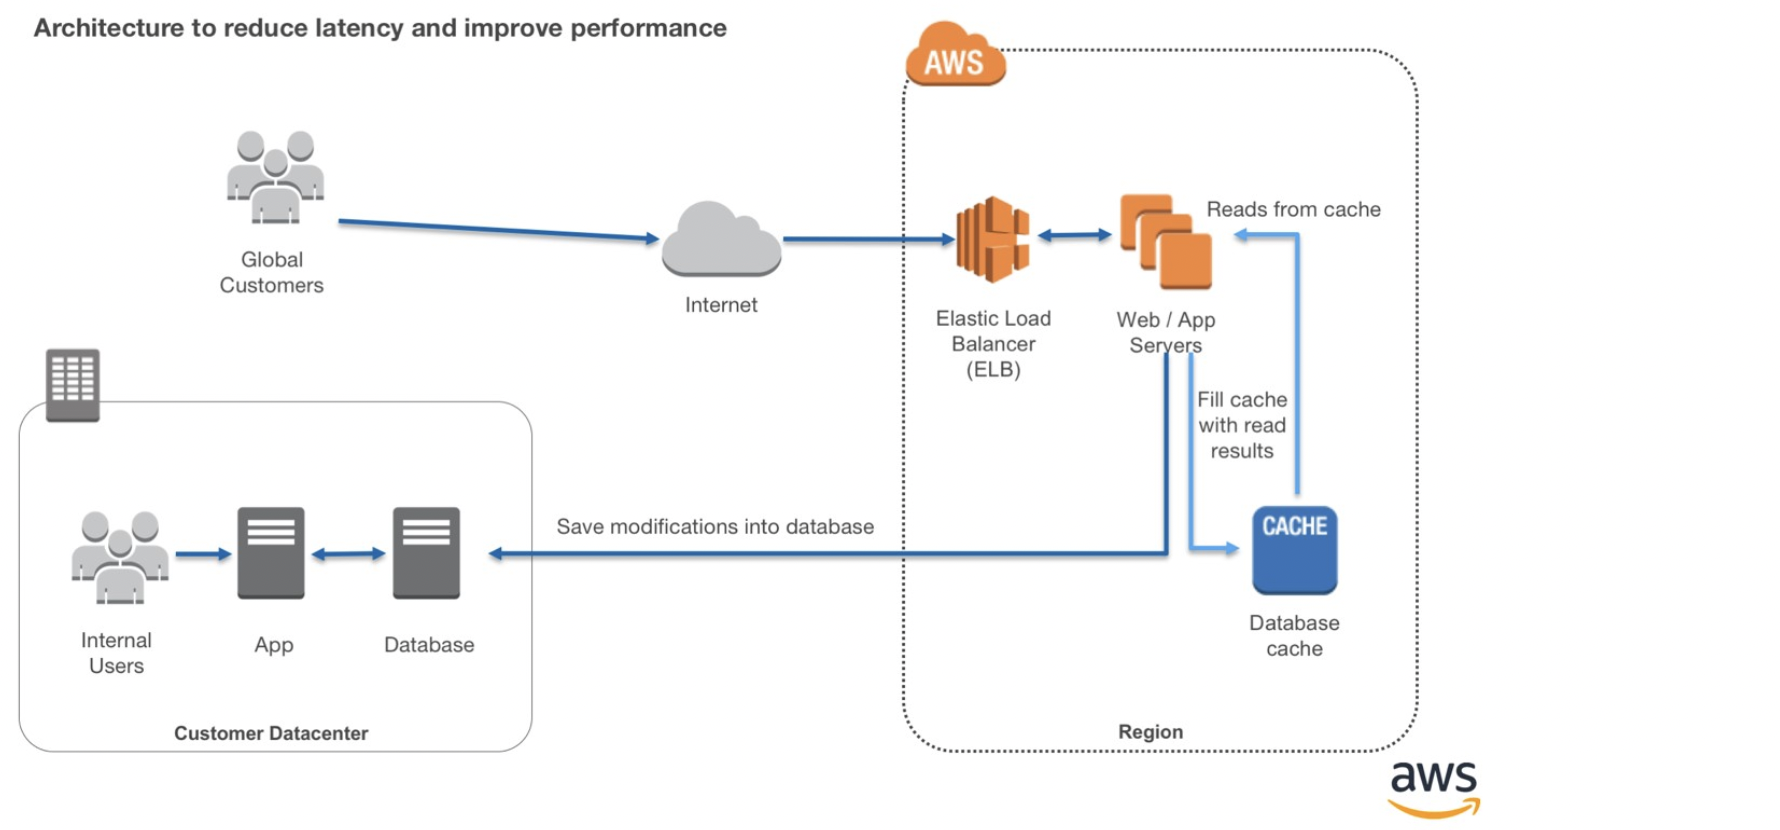 Architecture to reduce latency and improve performance
AWS
Reads from cache
Global
Customers
Internet
Elastic Load
Balancer
(ELB)
Web / App
Servers
Fill cache
with read
results
Save modifications into database
CACHE
Database
cache
Internal
Users
App
Database
Customer Datacenter
Region
aws